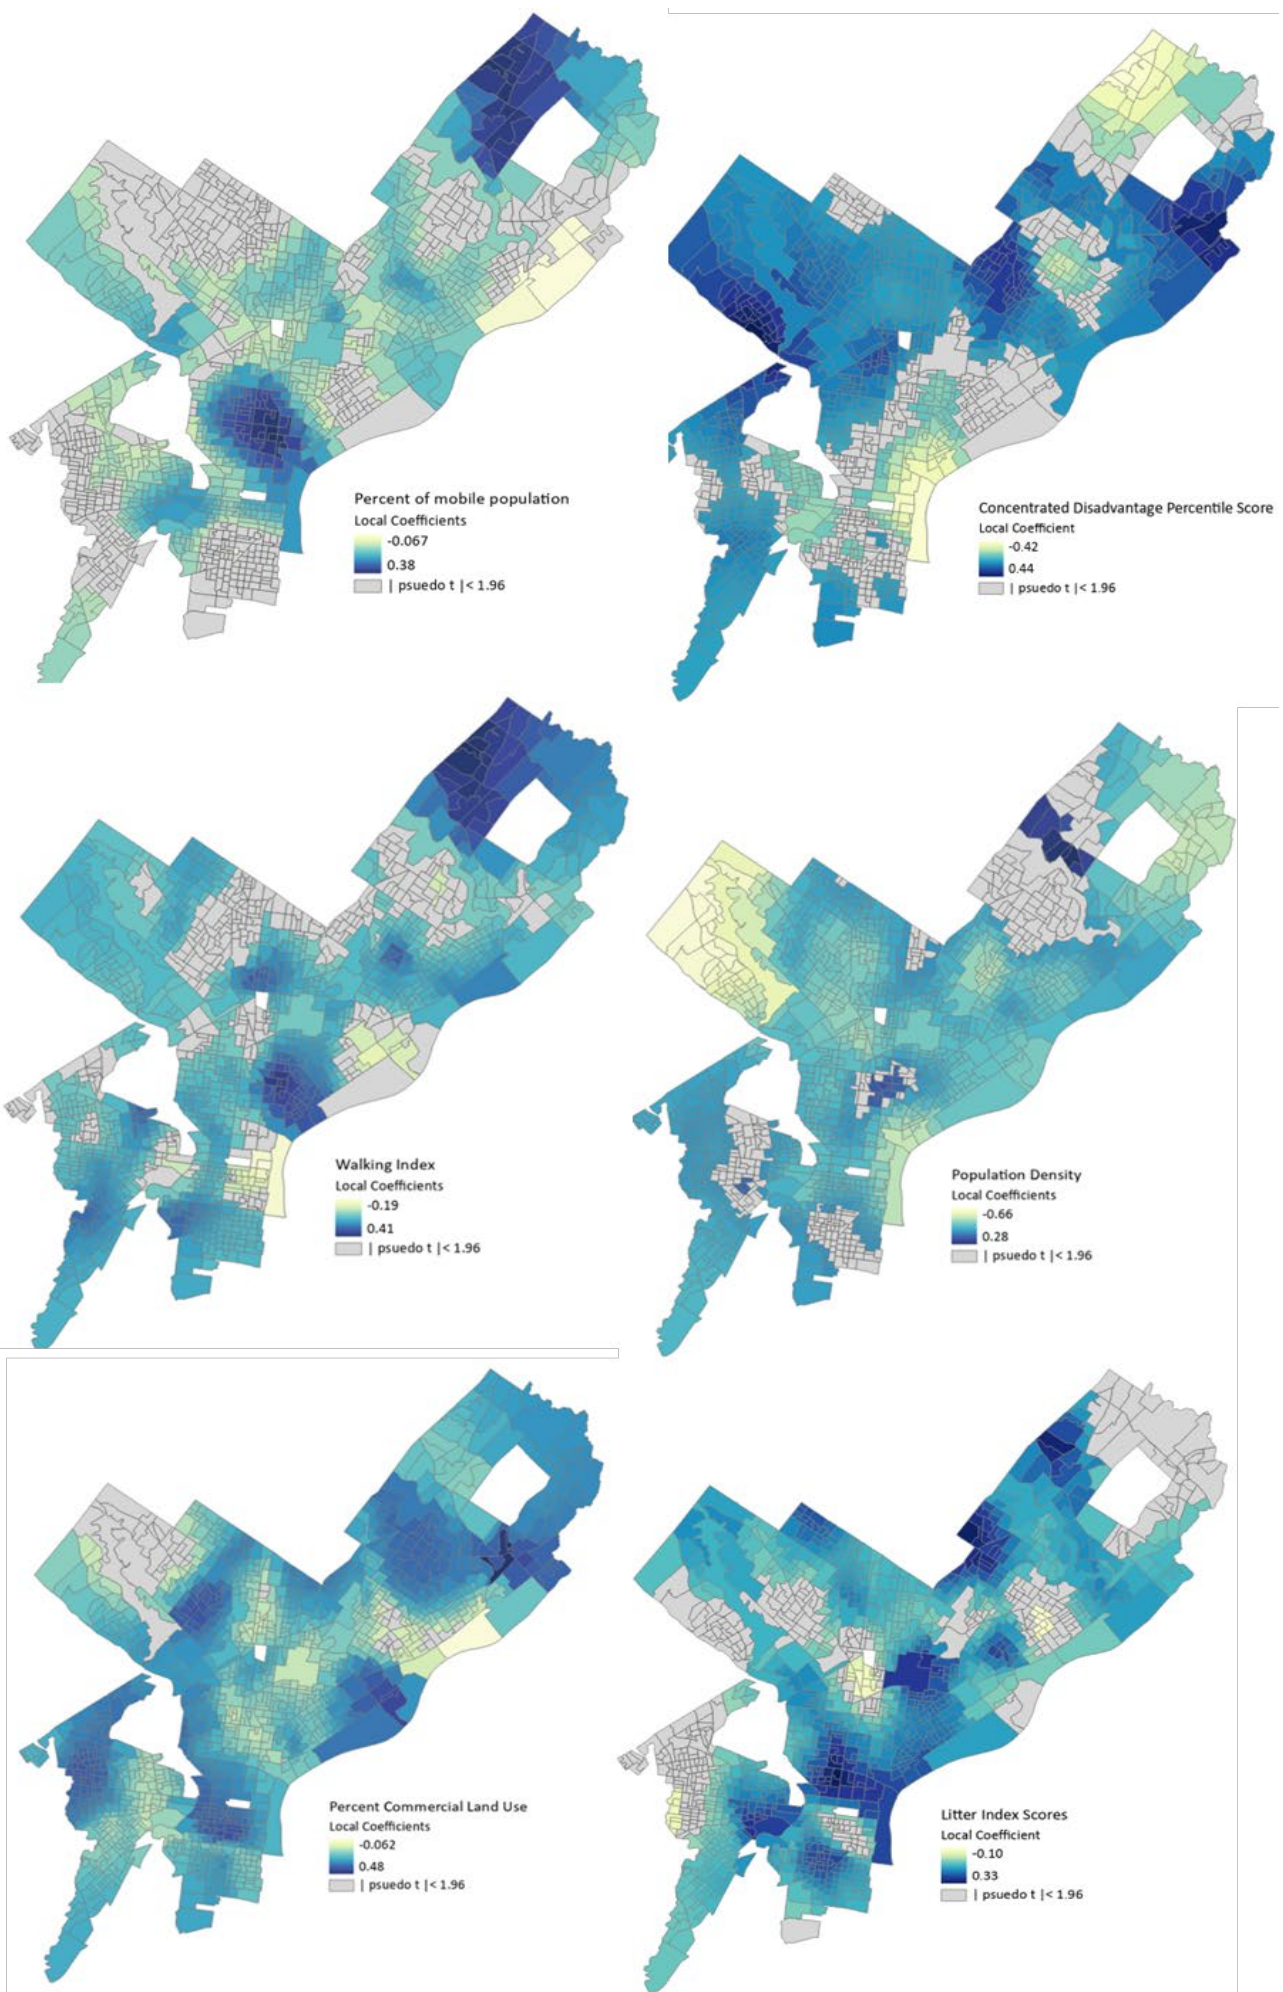 Percent of mobile population
Local Coefficients
-0.067
0.38
| psuedo t |< 1.96
Concentrated Disadvantage Percentile Score
Local Coefficient
-0.42
0.44
| psuedo t |< 1.96
Walking Index
Local Coefficients
-0.19
0.41
| psuedo t |< 1.96
Population Density
Local Coefficients
-0.66
0.28
| psuedo t |< 1.96
Percent Commercial Land Use
Local Coefficients
-0.062
0.48
| psuedo t |< 1.96
Litter Index Scores
Local Coefficient
-0.10
0.33
| psuedo t |< 1.96